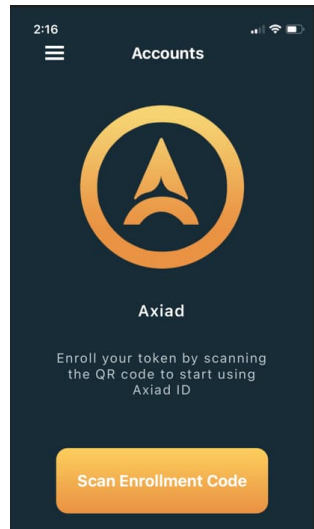 2:16
Accounts
Axiad
Enroll your token by scanning
the QR code to start using
Axiad ID
Scan Enrollment Code